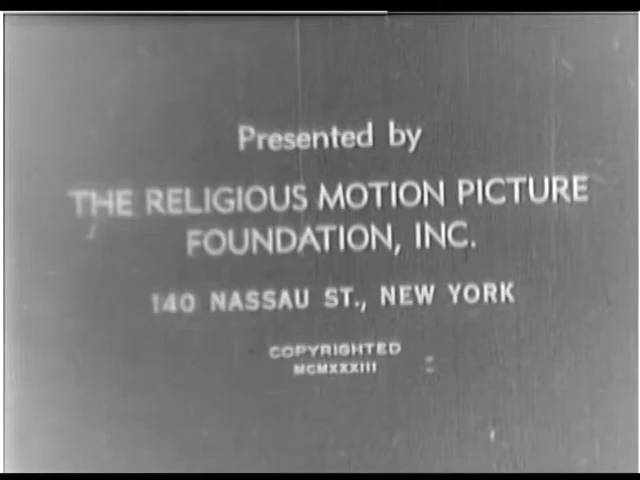 Presented by
THE RELIGIOUS MOTION PICTURE
FOUNDATION, INC.
140 NASSAU ST., NEW YORK
COPYRIGHTED
MCMXXXIII